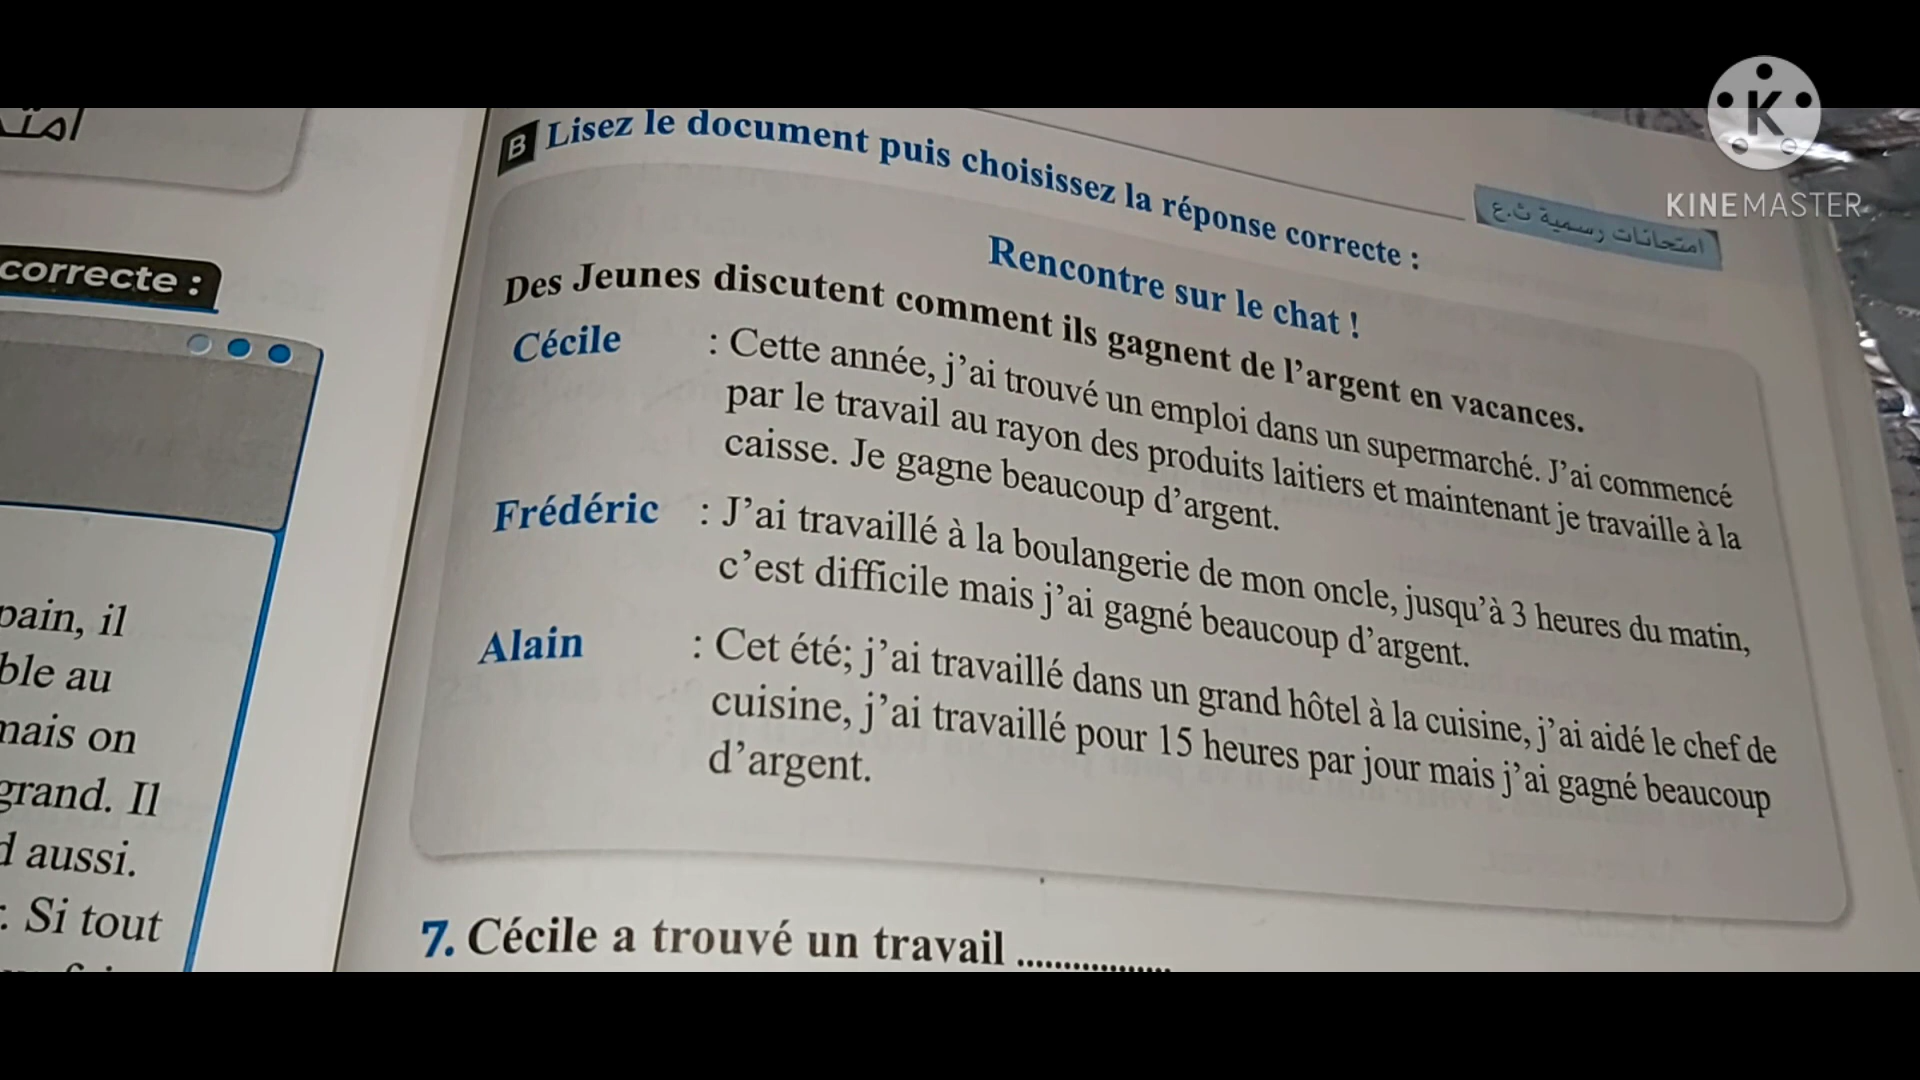 KINEMASTER
امتحانات رسمية ث.ع
B Lisez le document puis choisissez la réponse correcte :
Rencontre sur le chat !
Des Jeunes discutent comment ils gagnent de l'argent en vacances.
Cécile : Cette année, j'ai trouvé un emploi dans un supermarché. J'ai commencé
par le travail au rayon des produits laitiers et maintenant je travaille à la
caisse. Je gagne beaucoup d'argent.
Frédéric : J'ai travaillé à la boulangerie de mon oncle, jusqu'à 3 heures du matin,
c'est difficile mais j'ai gagné beaucoup d'argent.
Alain : Cet été; j'ai travaillé dans un grand hôtel à la cuisine, j'ai aidé le chef de
cuisine, j'ai travaillé pour 15 heures par jour mais j'ai gagné beaucoup
d'argent.
7. Cécile a trouvé un travail ................
correcte :
pain, il
au
mais on
grand. Il
aussi.
: Si tout